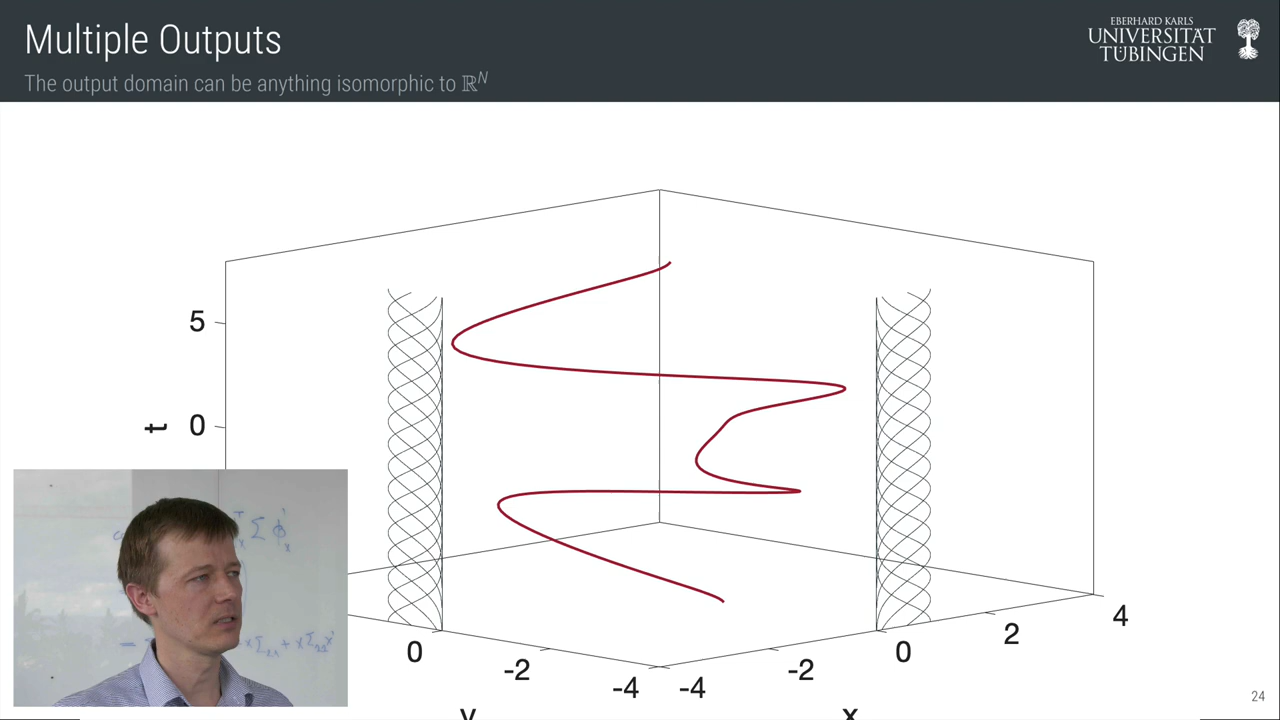 Multiple Outputs
The output domain can be anything isomorphic to ℝᴺ
EBERHARD KARLS
UNIVERSITÄT
TÜBINGEN
5
t 0
0
-2
-4
-4
-2
0
2
4
y
x
24